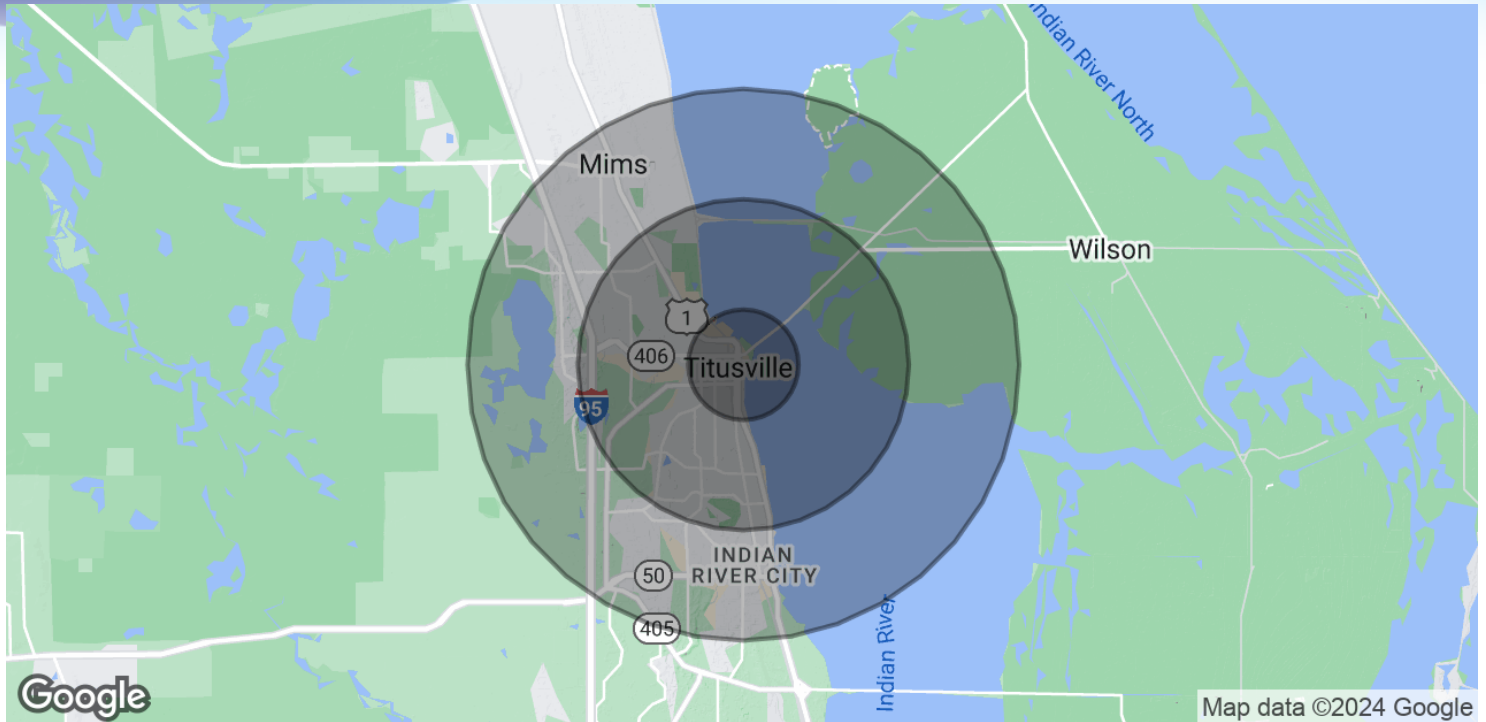 Indian River North
Mims
Wilson
1
406
Titusville
95
INDIAN
RIVER CITY
50
405
Indian River
Google
Map data ©2024 Google